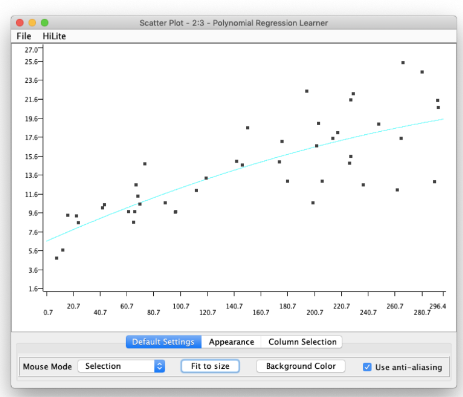 Scatter Plot - 2:3 - Polynomial Regression Learner
File HiLite
27.0
25.6
23.6
21.6
19.6
17.6
15.6
13.6
11.6
9.6
7.6
5.6
3.6
1.6
20.7 60.7 100.7 140.7 180.7 220.7 260.7 296.4
0.7 40.7 80.7 120.7 160.7 200.7 240.7 280.7
Default Settings Appearance Column Selection
Mouse Mode Selection Fit to size Background Color Use anti-aliasing